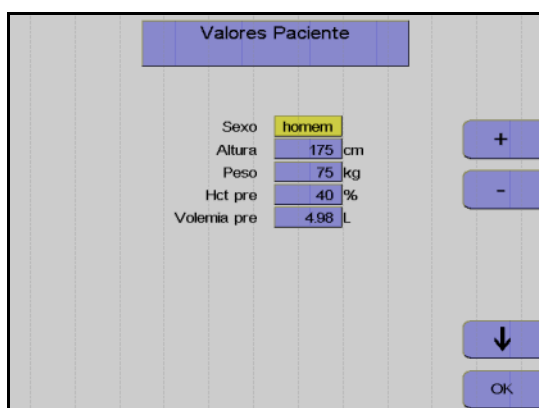 Valores Paciente
Sexo homem
Altura 175 cm
Peso 75 kg
Hct pre 40 %
Volemia pre 4.98 L
+
-
↓
OK